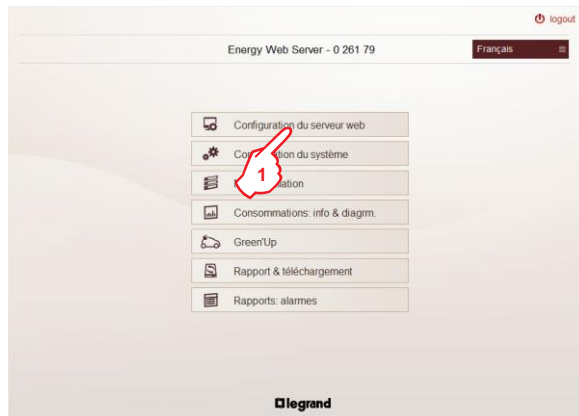 logout
Energy Web Server - 0 261 79
Français
Configuration du serveur web
1
Consommations: info & diagrm.
Green'Up
Rapport & téléchargement
Rapports: alarmes
legrand